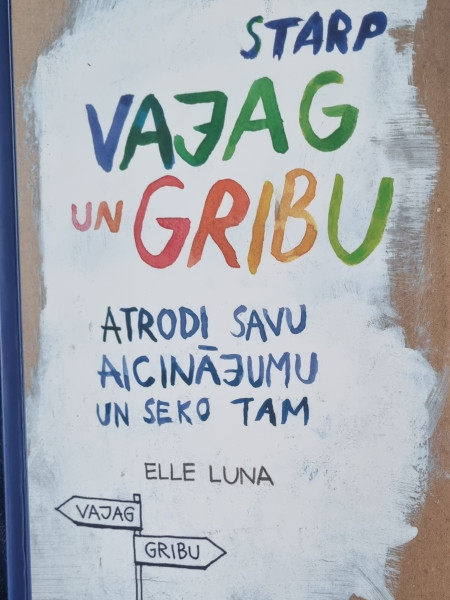 STARP
VAJAG
UN GRIBU
ATRODI SAVU
AICINĀJUMU
UN SEKO TAM
ELLE LUNA
VAJAG
GRIBU